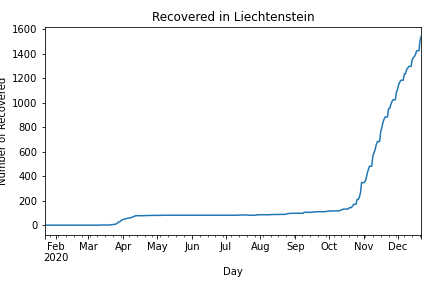 Recovered in Liechtenstein
Number of Recovered
1600
1400
1200
1000
800
600
400
200
0
Feb Mar Apr May Jun Jul Aug Sep Oct Nov Dec
2020
Day